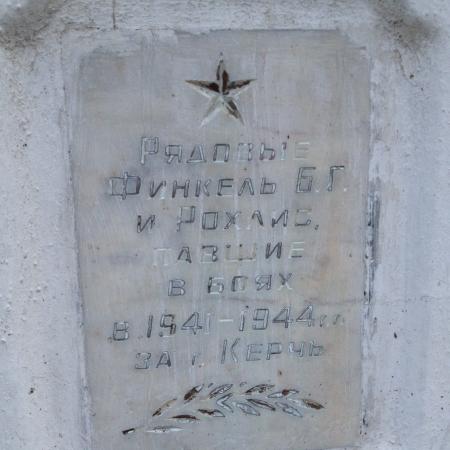 Рядовые
Финкель Б.Г.
и Рохлис,
павшие
в боях
в 1941-1944 гг.
за г. Керчь